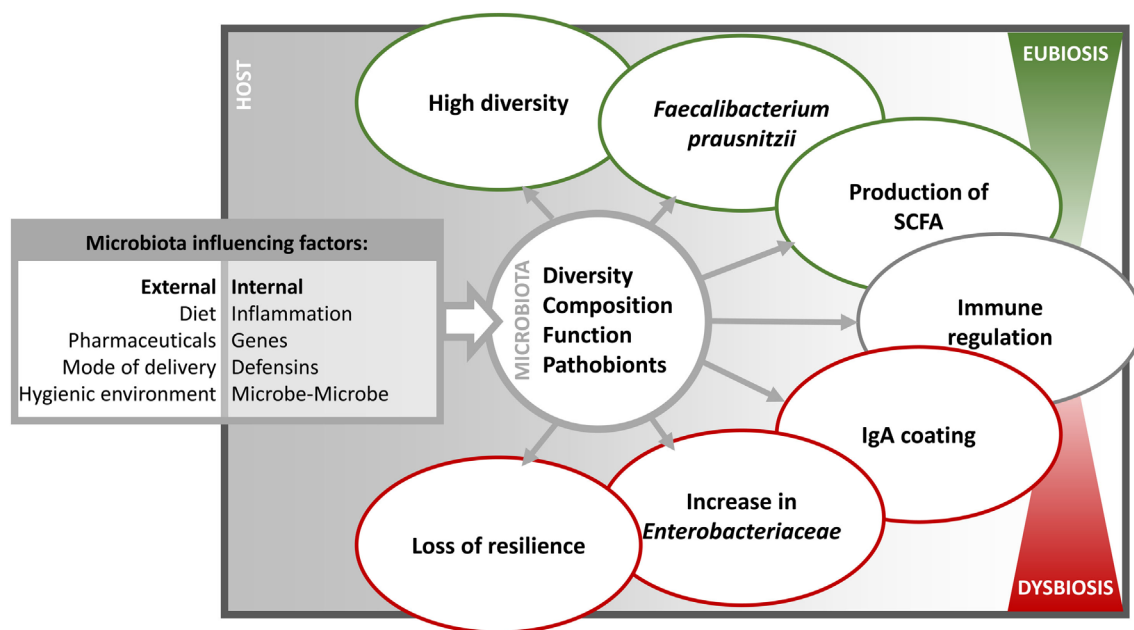 HOST
EUBIOSIS
High diversity
Faecalibacterium
prausnitzii
Production of
SCFA
Microbiota influencing factors:
External Internal
Diet Inflammation
Pharmaceuticals Genes
Mode of delivery Defensins
Hygienic environment Microbe-Microbe
MICROBIOTA
Diversity
Composition
Function
Pathobionts
Immune
regulation
IgA coating
Increase in
Enterobacteriaceae
Loss of resilience
DYSBIOSIS